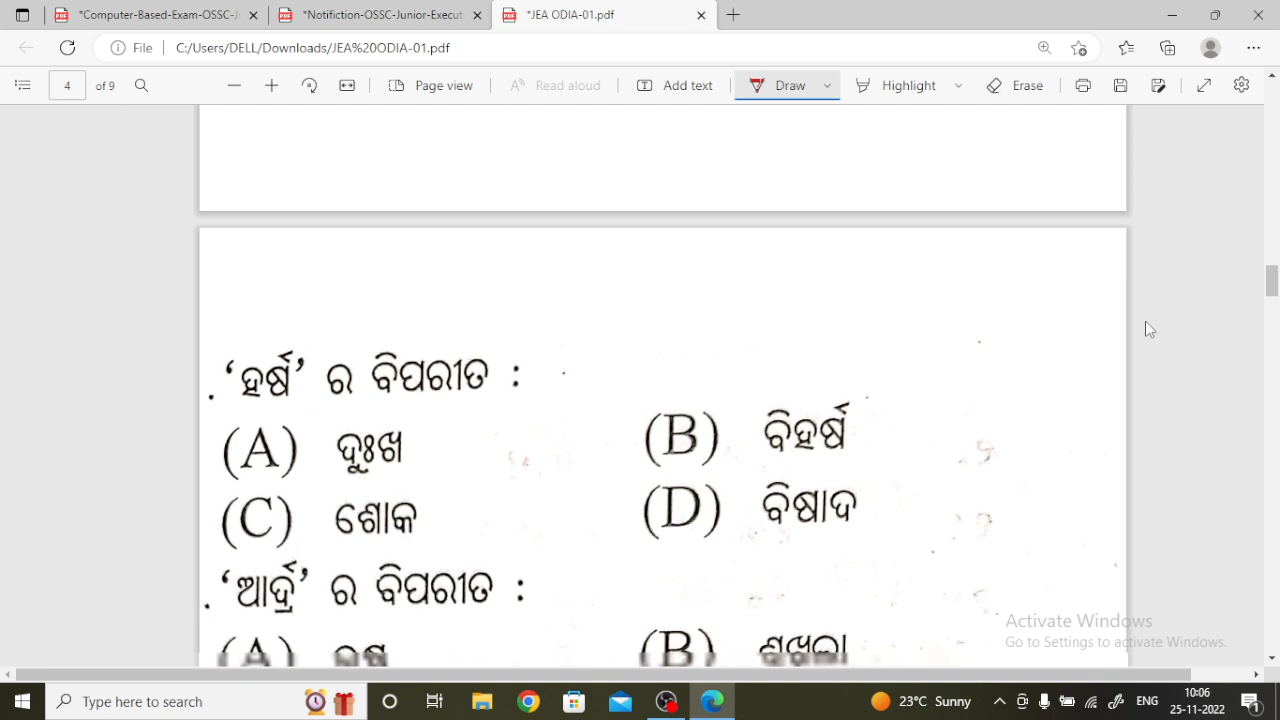 *Computer-Based-Exam-OSSC-J
*Notifiction-OSSC-Junior-Execut
*JEA ODIA-01.pdf
File C:/Users/DELL/Downloads/JEA%20ODIA-01.pdf
4 of 9 Page view Read aloud Add text Draw Highlight Erase
. ‘ହର୍ଷ’ ର ବିପରୀତ :
(A) ଦୁଃଖ (B) ବିହର୍ଷ
(C) ଶୋକ (D) ବିଷାଦ
. ‘ଆର୍ଦ୍ର’ ର ବିପରୀତ :
(A) (B) ଶୁଖିଲା
Activate Windows
Go to Settings to activate Windows.
Type here to search 23°C Sunny ENG 10:06
25-11-2022 1